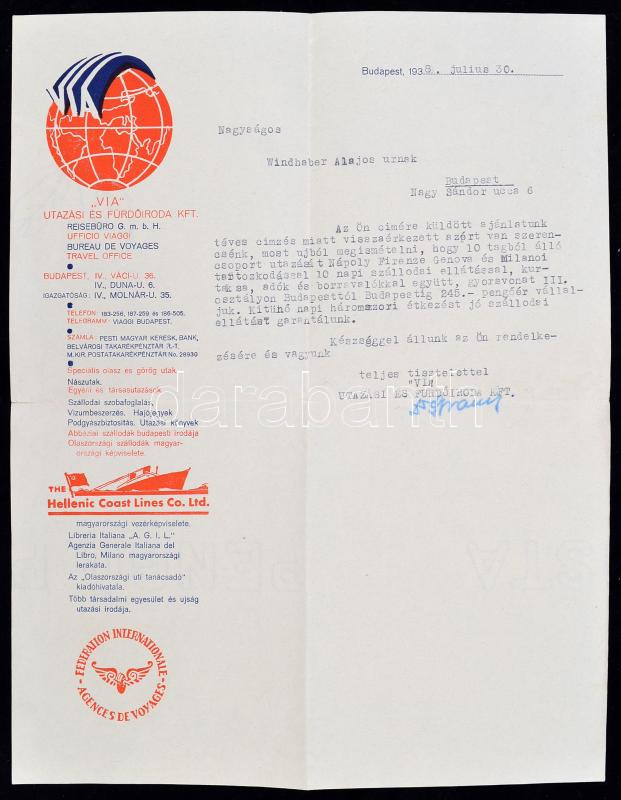 VIA
„VIA"
UTAZÁSI ÉS FÜRDŐIRODA KFT.
REISEBÜRO G. m. b. H.
UFFICIO VIAGGI
BUREAU DE VOYAGES
TRAVEL OFFICE
BUDAPEST, IV., VÁCI-U. 36.
IV., DUNA-U. 6.
IGAZGATÓSÁG: IV., MOLNÁR-U. 35.
TELEFON: 183-256, 187-259 és 186-505.
TELEGRAMM: VIAGGI BUDAPEST.
SZÁMLA: PESTI MAGYAR KERESK. BANK,
BELVÁROSI TAKARÉKPÉNZTÁR R.-T.
M. KIR. POSTATAKARÉKPÉNZTÁR No. 28930
Speciális olasz és görög utak.
Nászutak.
Egyéni és társasutazások.
Szállodai szobafoglalás.
Vizumbeszerzés. Hajójegyek.
Podgyászbiztosítás. Utazási könyvek
Abbáziai szállodák budapesti irodája
Olaszországi szállodák magyar-
országi képviselete.
THE
Hellenic Coast Lines Co. Ltd.
magyarországi vezérképviselete.
Libreria Italiana „A. G. I. L."
Agenzia Generale Italiana del
Libro, Milano magyarországi
lerakata.
Az „Olaszországi uti tanácsadó"
kiadóhivatala.
Több társadalmi egyesület és ujság
utazási irodája.
FEDERATION INTERNATIONALE
- AGENCES DE VOYAGES -
Budapest, 1938. julius 30.
Nagyságos
Windhaber Alajos urnak
Budapest
Nagy Sándor ucca 6
Az Ön cimére küldött ajánlatunk
téves cimzés miatt visszaérkezett azért van szeren-
csénk, most ujból megismételni, hogy 10 tagból álló
csoport utazását Nápoly Firenze Genova és Milanoi
tartozkodással 10 napi szállodai ellátással, kur-
taksa, adók és borravalókkal együtt, gyorsvonat III.
osztályon Budapesttől Budapestig 245.- pengőér vállal-
juk. Kitünő napi háromszori étkezést jó szállodai
ellátást garantálunk.
Készséggel állunk az Ön rendelke-
zésére és vagyunk
teljes tisztelettel
"VIA"
UTAZÁSI ÉS FÜRDŐIRODA KFT.
darabanth